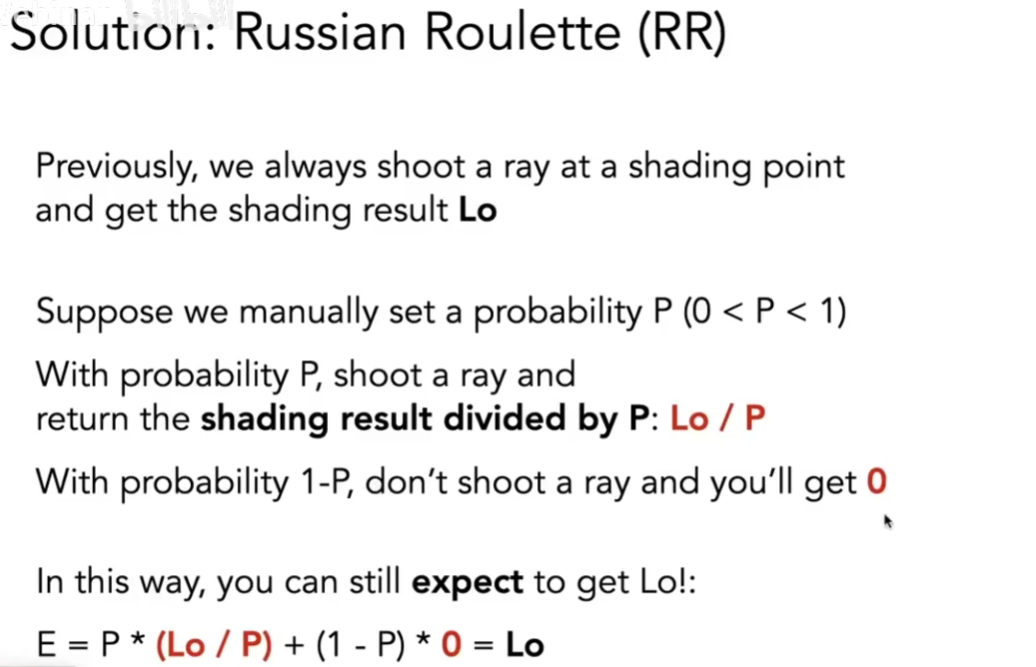 Solution: Russian Roulette (RR)
Previously, we always shoot a ray at a shading point
and get the shading result Lo
Suppose we manually set a probability P (0 < P < 1)
With probability P, shoot a ray and
return the shading result divided by P: Lo / P
With probability 1-P, don't shoot a ray and you'll get 0
In this way, you can still expect to get Lo!:
E = P * (Lo / P) + (1 - P) * 0 = Lo